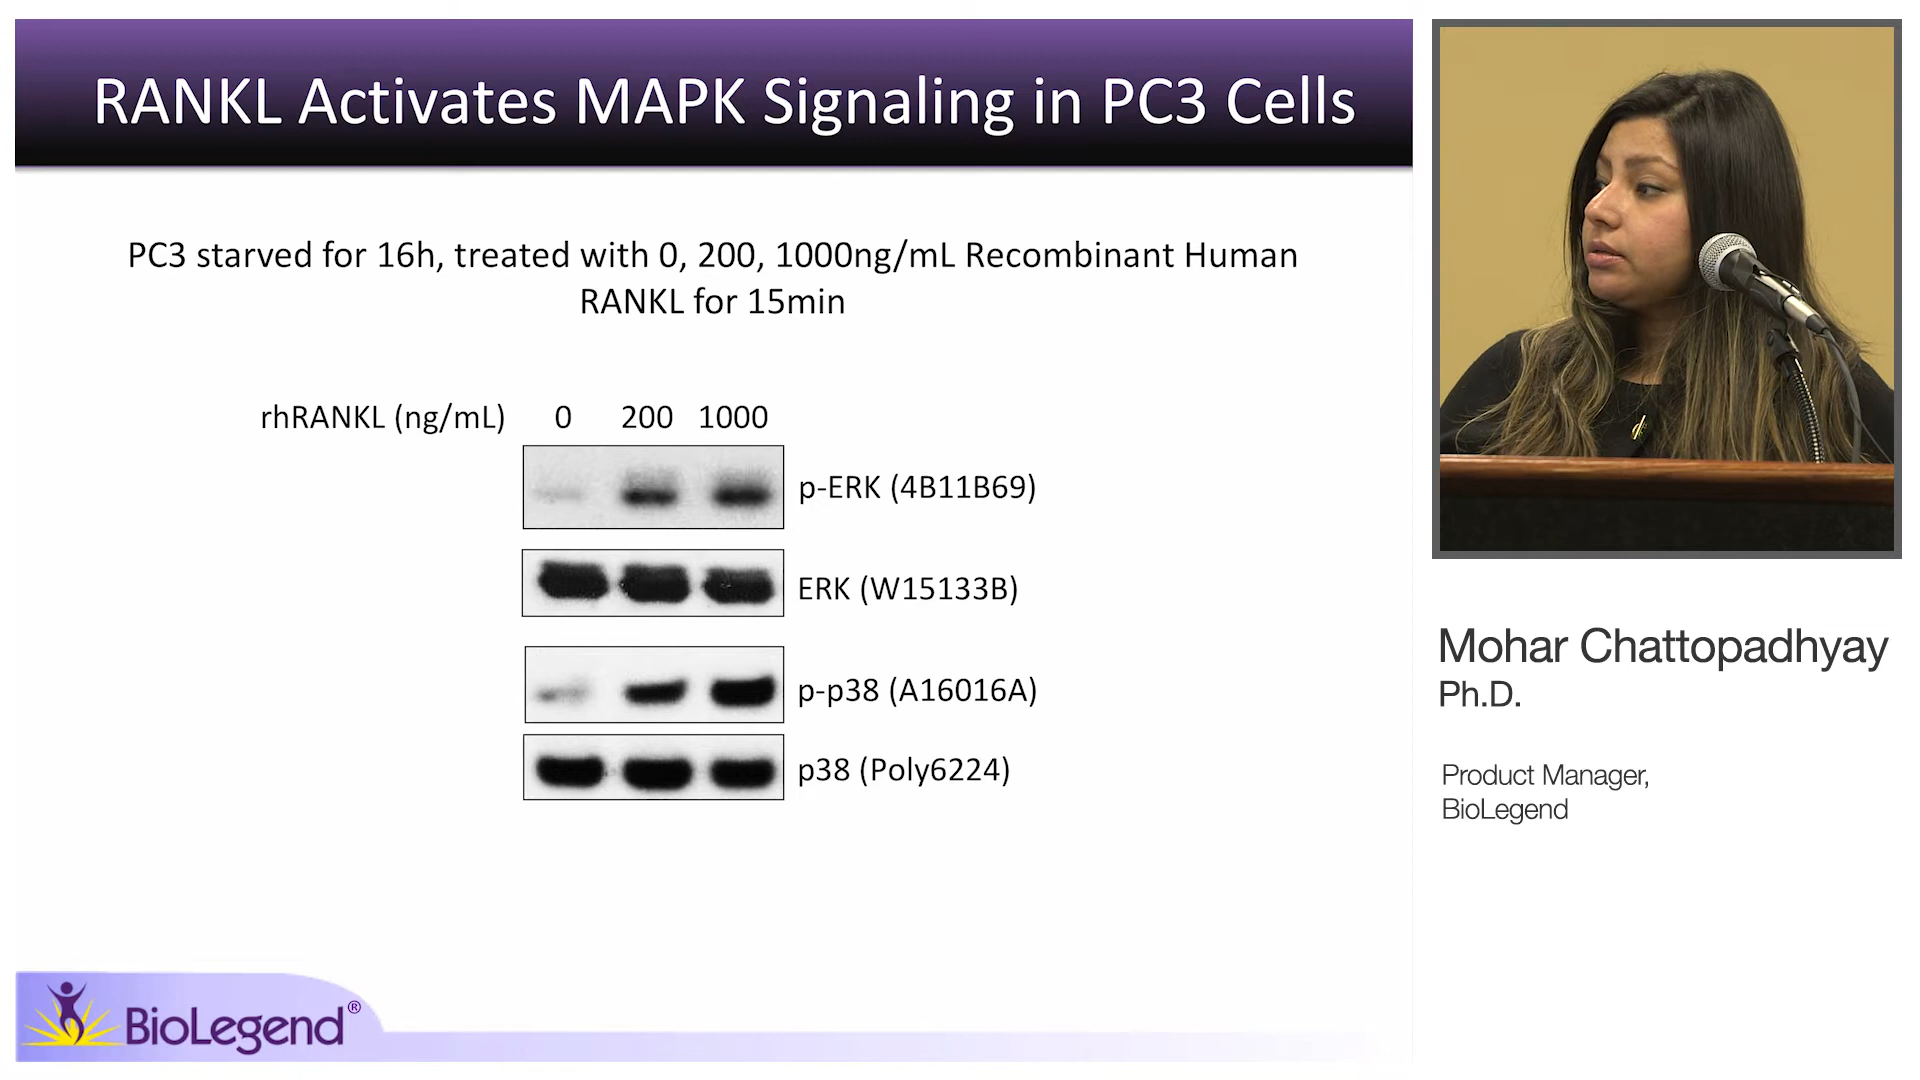 RANKL Activates MAPK Signaling in PC3 Cells
PC3 starved for 16h, treated with 0, 200, 1000ng/mL Recombinant Human
RANKL for 15min
rhRANKL (ng/mL) 0 200 1000
p-ERK (4B11B69)
ERK (W15133B)
p-p38 (A16016A)
p38 (Poly6224)
BioLegend®
Mohar Chattopadhyay
Ph.D.
Product Manager,
BioLegend